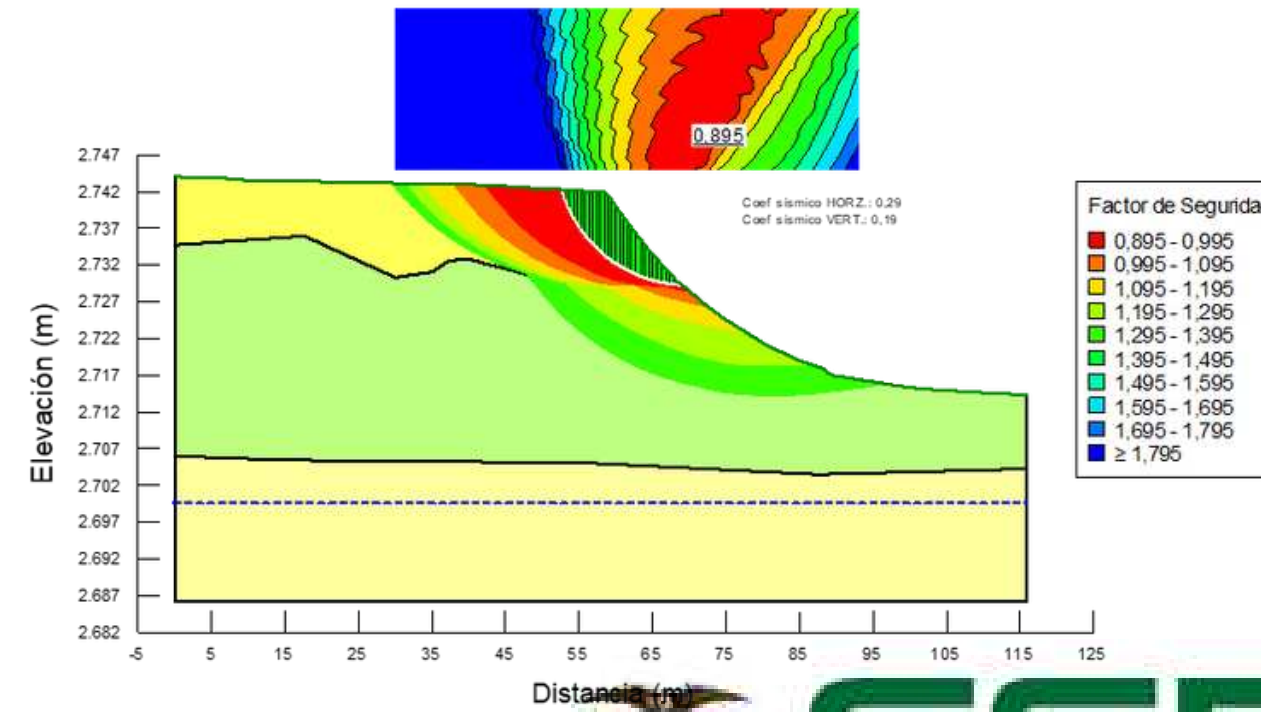 0.895
2.747
2.742
2.737
2.732
2.727
2.722
2.717
2.712
2.707
2.702
2.697
2.692
2.687
2.682
Elevación (m)
Coef sismico HORZ.: 0,29
Coef sismico VERT.: 0,19
Factor de Segurida
0,895 - 0,995
0,995 - 1,095
1,095 - 1,195
1,195 - 1,295
1,295 - 1,395
1,395 - 1,495
1,495 - 1,595
1,595 - 1,695
1,695 - 1,795
≥ 1,795
-5 5 15 25 35 45 55 65 75 85 95 105 115 125
Distancia (m)